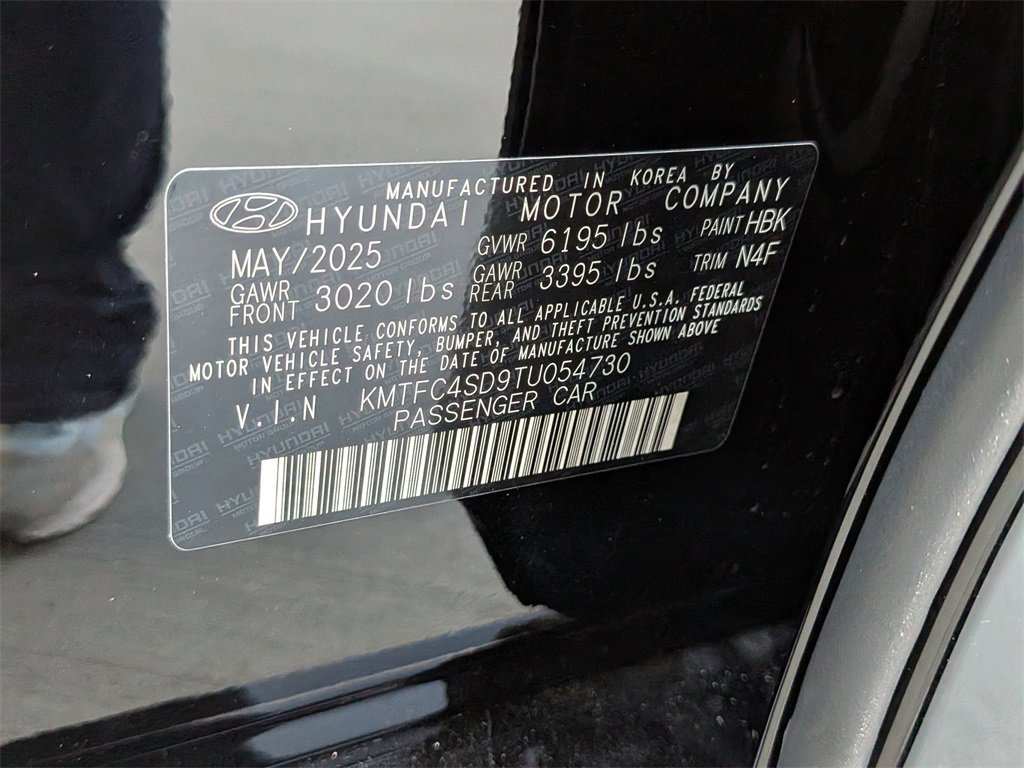 MANUFACTURED IN KOREA BY
HYUNDAI MOTOR COMPANY
MAY/2025 GVWR 6195 lbs PAINT HBK
GAWR FRONT 3020 lbs GAWR REAR 3395 lbs TRIM N4F
THIS VEHICLE CONFORMS TO ALL APPLICABLE U.S.A. FEDERAL
MOTOR VEHICLE SAFETY, BUMPER, AND THEFT PREVENTION STANDARDS
IN EFFECT ON THE DATE OF MANUFACTURE SHOWN ABOVE
V.I.N KMTFC4SD9TU054730
PASSENGER CAR